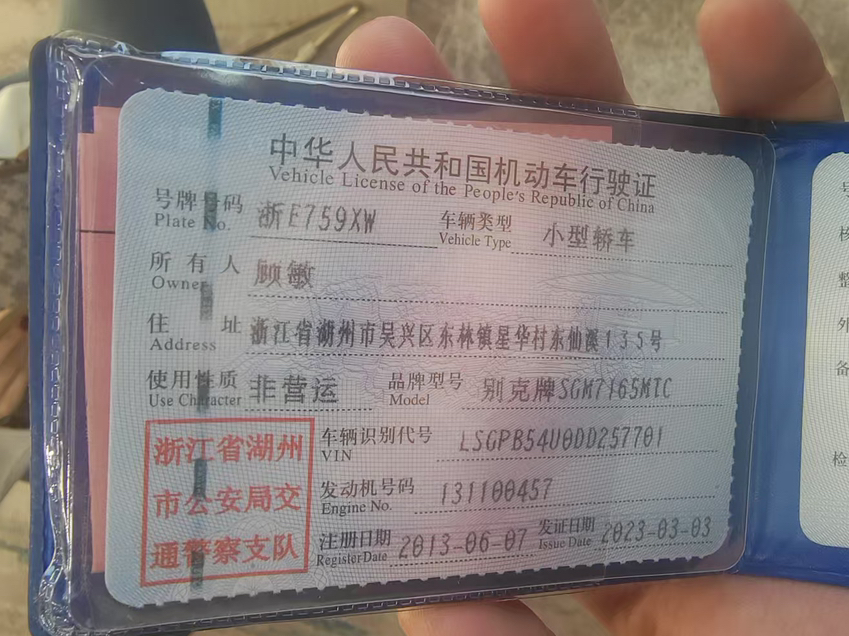 中华人民共和国机动车行驶证
Vehicle License of the People's Republic of China
号牌号码 浙E759XW 车辆类型 小型轿车
Plate No. Vehicle Type
所有人 顾敏
Owner
住址 浙江省湖州市吴兴区东林镇星华村东仙溪135号
Address
使用性质 非营运 品牌型号 别克牌SGM7165MTC
Use Character Model
浙江省湖州
市公安局交
通警察支队
车辆识别代号 LSGPB54U0DD257701
VIN
发动机号码 131100457
Engine No.
注册日期 2013-06-07 发证日期 2023-03-03
Register Date Issue Date
号
核
整
外
备
检